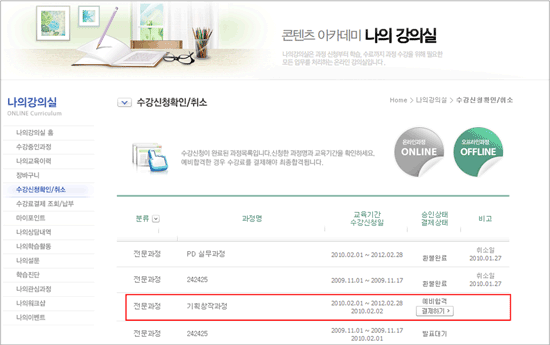 콘텐츠 아카데미 나의 강의실
나의강의실은 과정 신청부터 학습, 수료까지 과정 수강을 위해 필요한
모든 업무를 처리하는 온라인 강의실입니다.
나의강의실
ONLINE Curriculum
나의강의실 홈
수강승인과정
나의교육이력
장바구니
수강신청확인/취소
수강료결제 조회/납부
마이포인트
나의상담내역
나의학습활동
나의설문
학습진단
나의관심과정
나의워크샵
나의이벤트
수강신청확인/취소
Home > 나의강의실 > 수강신청확인/취소
수강신청이 완료된 과정목록입니다.신청한 과정명과 교육기간을 확인하세요.
예비합격한 경우 수강료를 결제해야 최종합격됩니다.
온라인과정
ONLINE
오프라인과정
OFFLINE
분류 과정명 교육기간 수강신청일 승인상태 결제상태 비고
전문과정 PD 실무과정 2010.02.01 ~ 2012.02.28 환불완료 취소일 2010.01.27
전문과정 242425 2009.11.01 ~ 2009.11.17 환불완료 취소일 2010.01.27
전문과정 기획창작과정 2010.02.01 ~ 2012.02.28 2010.02.02 예비합격 결제하기
전문과정 242425 2009.11.01 ~ 2009.11.17 2010.02.01 발표대기